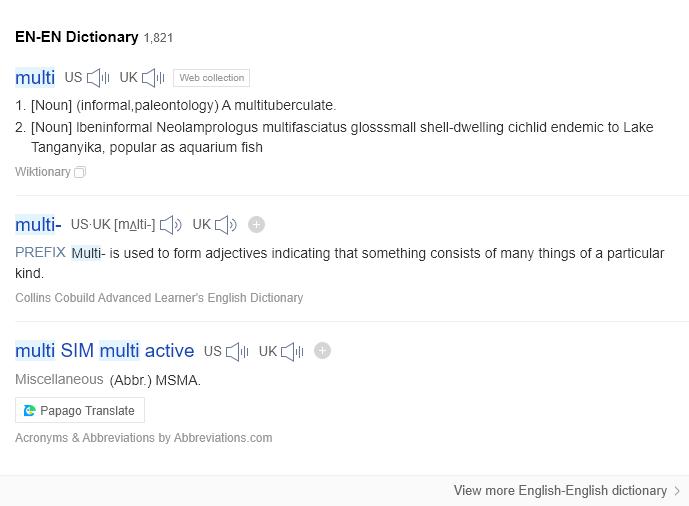 EN-EN Dictionary 1,821
multi US UK Web collection
1. [Noun] (informal,paleontology) A multituberculate.
2. [Noun] Ibeninformal Neolamprologus multifasciatus glosssmall shell-dwelling cichlid endemic to Lake
Tanganyika, popular as aquarium fish
Wiktionary
multi- US·UK [mʌlti-] UK
PREFIX Multi- is used to form adjectives indicating that something consists of many things of a particular
kind.
Collins Cobuild Advanced Learner's English Dictionary
multi SIM multi active US UK
Miscellaneous (Abbr.) MSMA.
Papago Translate
Acronyms & Abbreviations by Abbreviations.com
View more English-English dictionary